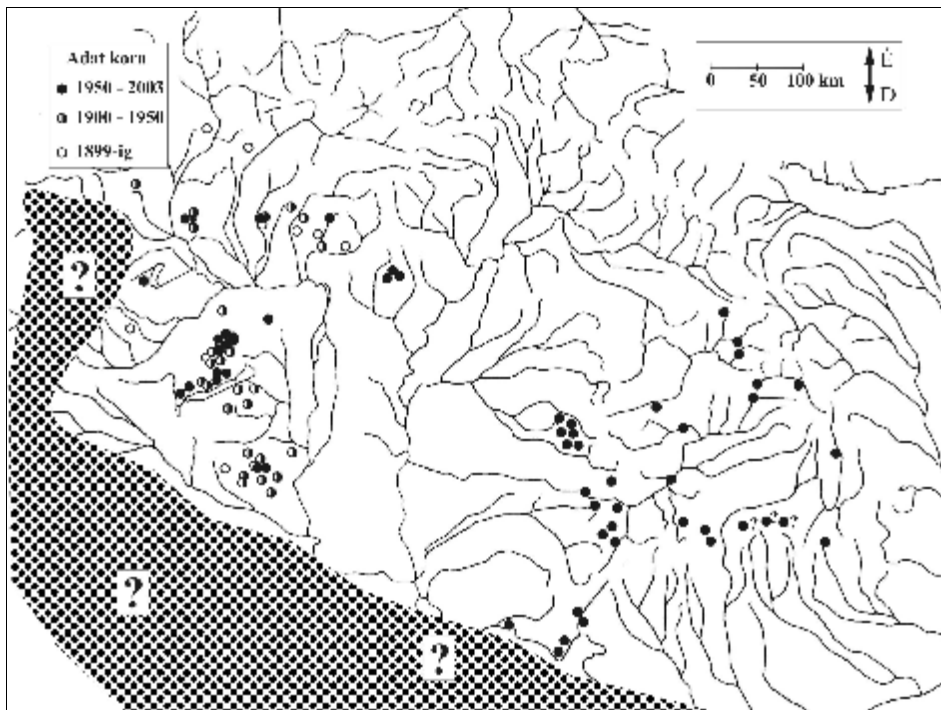 Adat kora
1950 - 2003
1900 - 1950
1899-ig
É
0 50 100 km
D
?
?
?
? ? ?